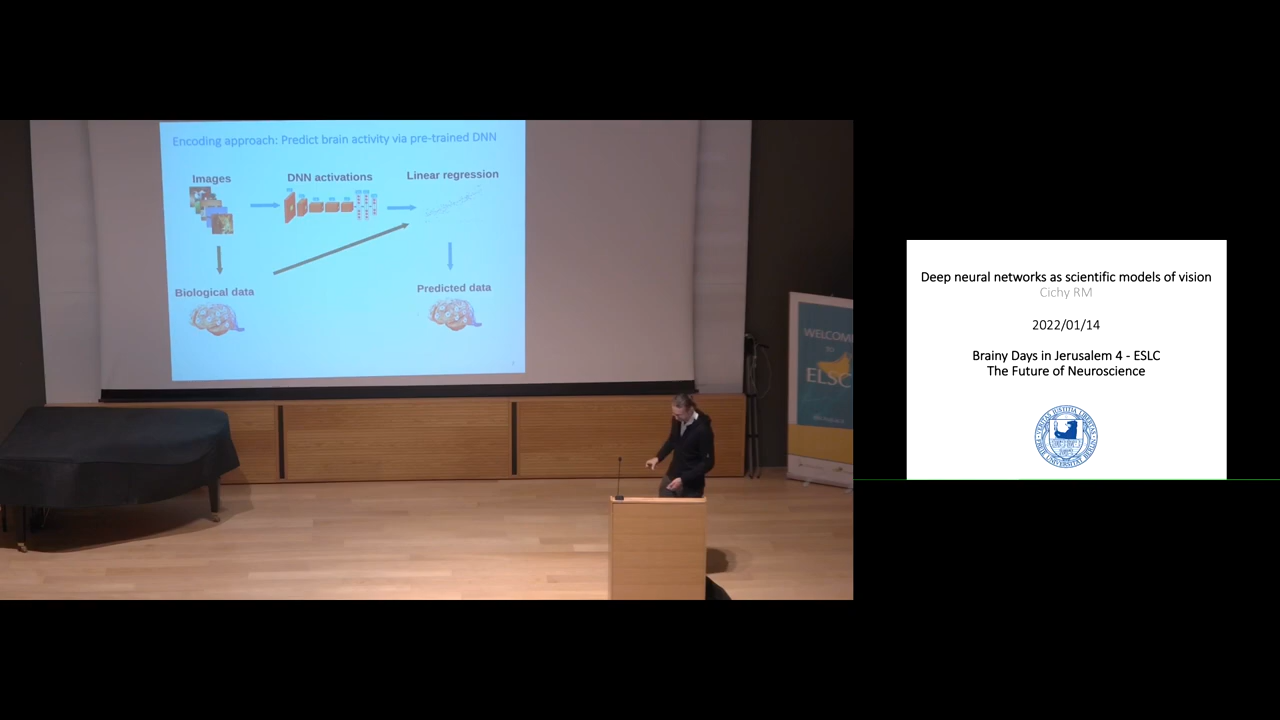 Encoding approach: Predict brain activity via pre-trained DNN
Images
DNN activations
Linear regression
Biological data
Predicted data
WELCOME
TO
ELSC
Deep neural networks as scientific models of vision
Cichy RM
2022/01/14
Brainy Days in Jerusalem 4 - ESLC
The Future of Neuroscience